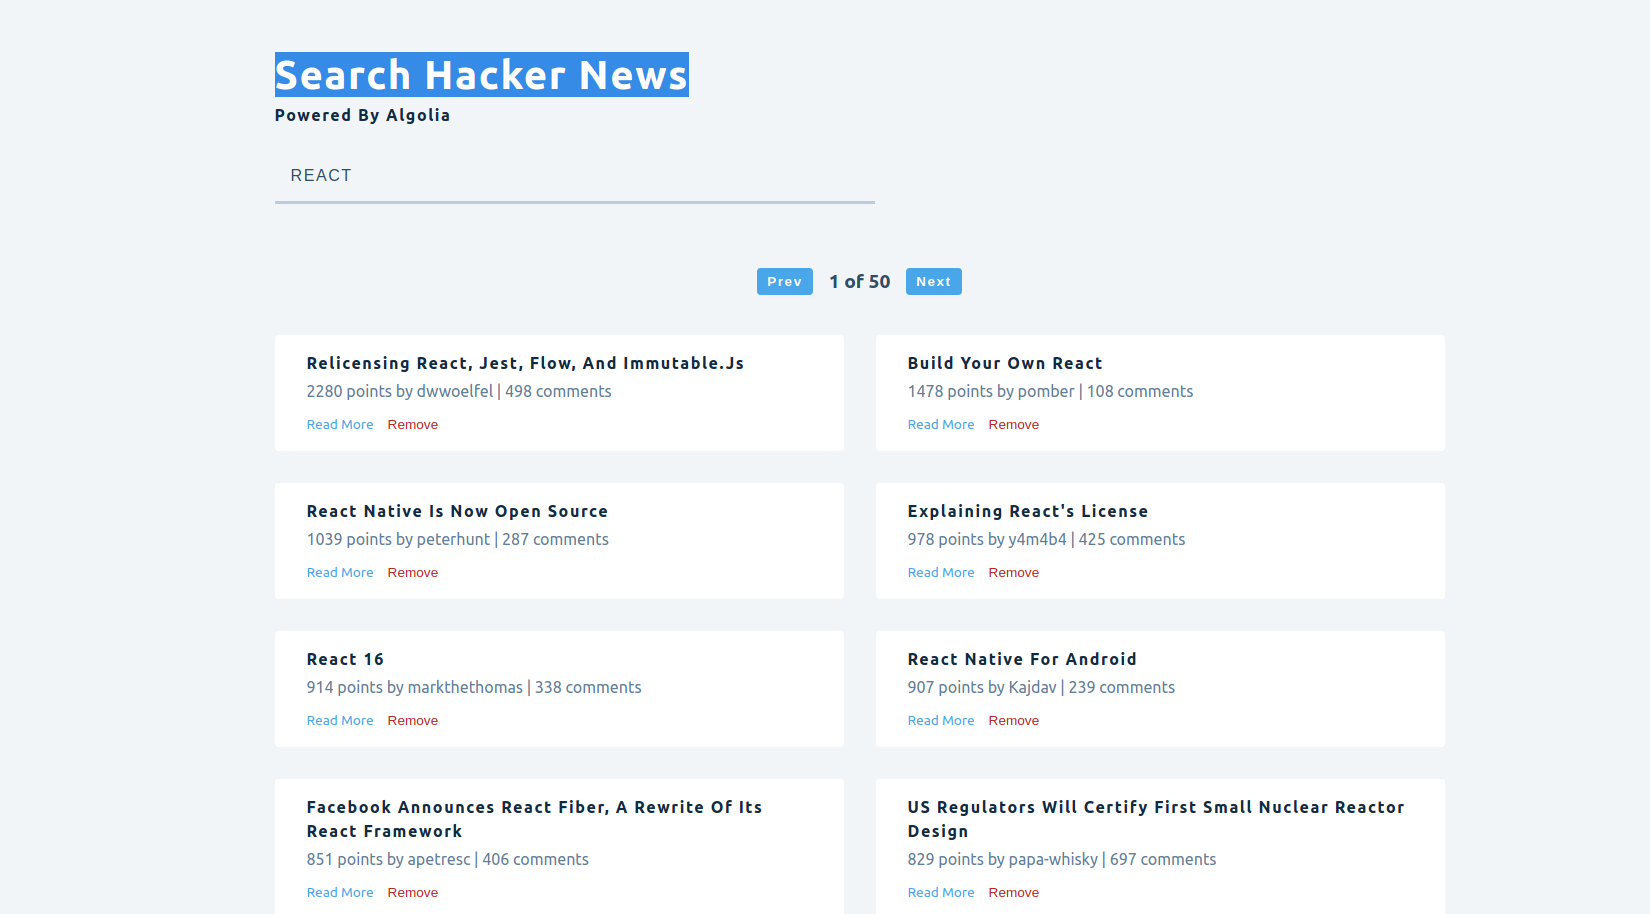 Search Hacker News
Powered By Algolia
REACT
Prev 1 of 50 Next
Relicensing React, Jest, Flow, And Immutable.Js
2280 points by dwwoelfel | 498 comments
Read More Remove
Build Your Own React
1478 points by pomber | 108 comments
Read More Remove
React Native Is Now Open Source
1039 points by peterhunt | 287 comments
Read More Remove
Explaining React's License
978 points by y4m4b4 | 425 comments
Read More Remove
React 16
914 points by markthethomas | 338 comments
Read More Remove
React Native For Android
907 points by Kajdav | 239 comments
Read More Remove
Facebook Announces React Fiber, A Rewrite Of Its
React Framework
851 points by apetresc | 406 comments
Read More Remove
US Regulators Will Certify First Small Nuclear Reactor
Design
829 points by papa-whisky | 697 comments
Read More Remove